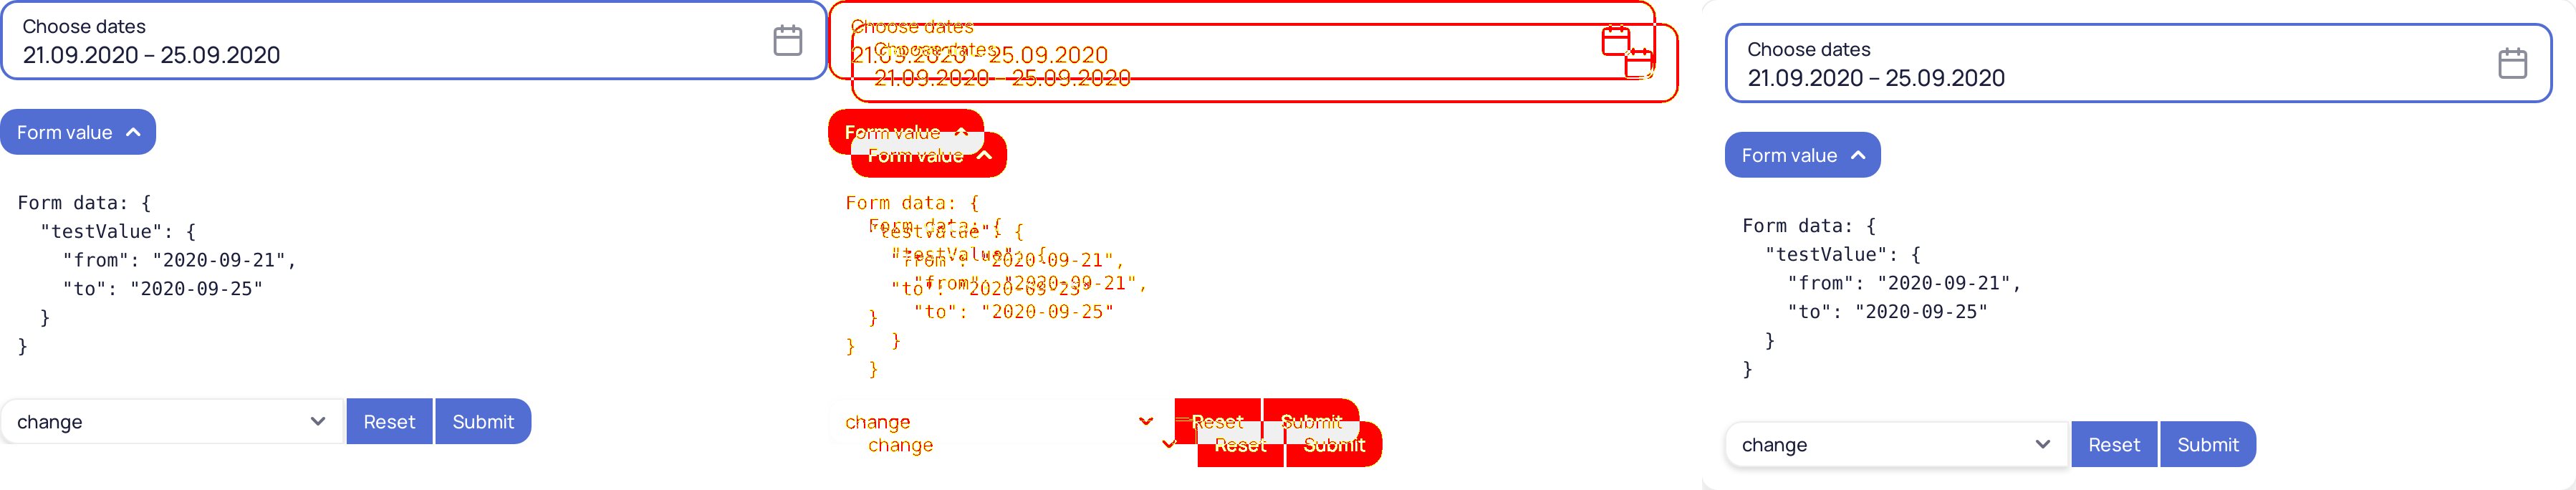 Choose dates
21.09.2020 – 25.09.2020
Form value
Form data: {
  "testValue": {
    "from": "2020-09-21",
    "to": "2020-09-25"
  }
}
change
Reset
Submit
Choose dates
21.09.2020 – 25.09.2020
Choose dates
21.09.2020 – 25.09.2020
Form value
Form value
Form data: {
Form data: {
"testValue": {
"testValue": {
"from": "2020-09-21",
"from": "2020-09-21",
"to": "2020-09-25"
"to": "2020-09-25"
}
}
}
}
change
Reset
Submit
change
Reset
Submit
Choose dates
21.09.2020 – 25.09.2020
Form value
Form data: {
  "testValue": {
    "from": "2020-09-21",
    "to": "2020-09-25"
  }
}
change
Reset
Submit